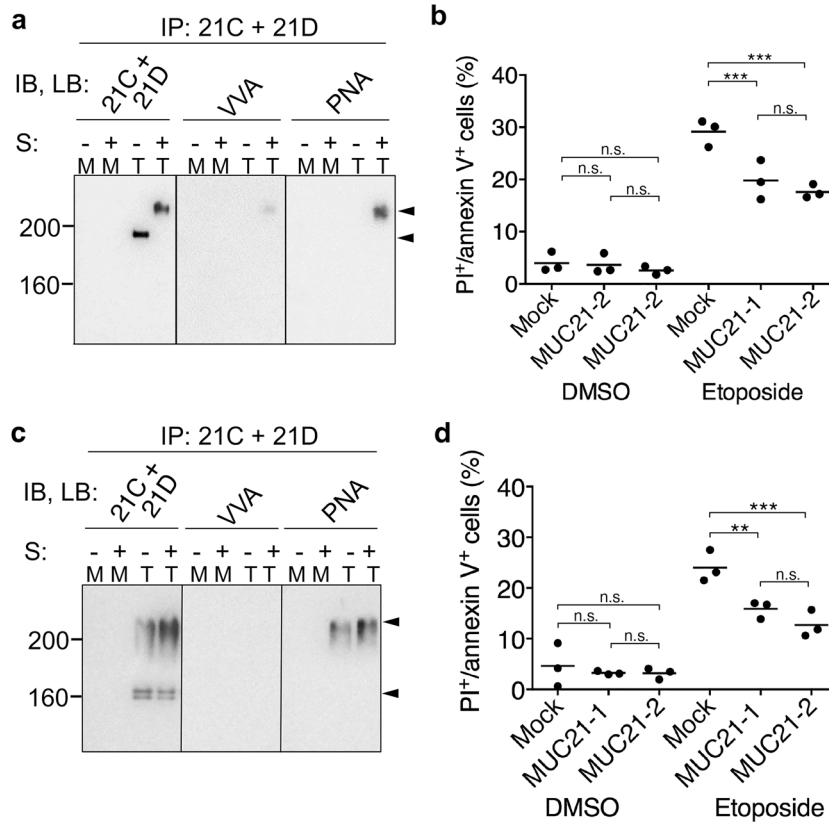 a
IP: 21C + 21D
IB, LB: 21C + 21D VVA PNA
S: - + - + - + - + - + - +
M M T T M M T T M M T T
200
160
b
PI+/annexin V+ cells (%)
40
30
20
10
0
***
***
n.s.
n.s.
n.s.
n.s.
Mock MUC21-2 MUC21-2 Mock MUC21-1 MUC21-2
DMSO Etoposide
c
IP: 21C + 21D
IB, LB: 21C + 21D VVA PNA
S: - + - + - + - + - + - +
M M T T M M T T M M T T
200
160
d
PI+/annexin V+ cells (%)
40
30
20
10
0
***
**
n.s.
n.s.
n.s.
n.s.
Mock MUC21-1 MUC21-2 Mock MUC21-1 MUC21-2
DMSO Etoposide